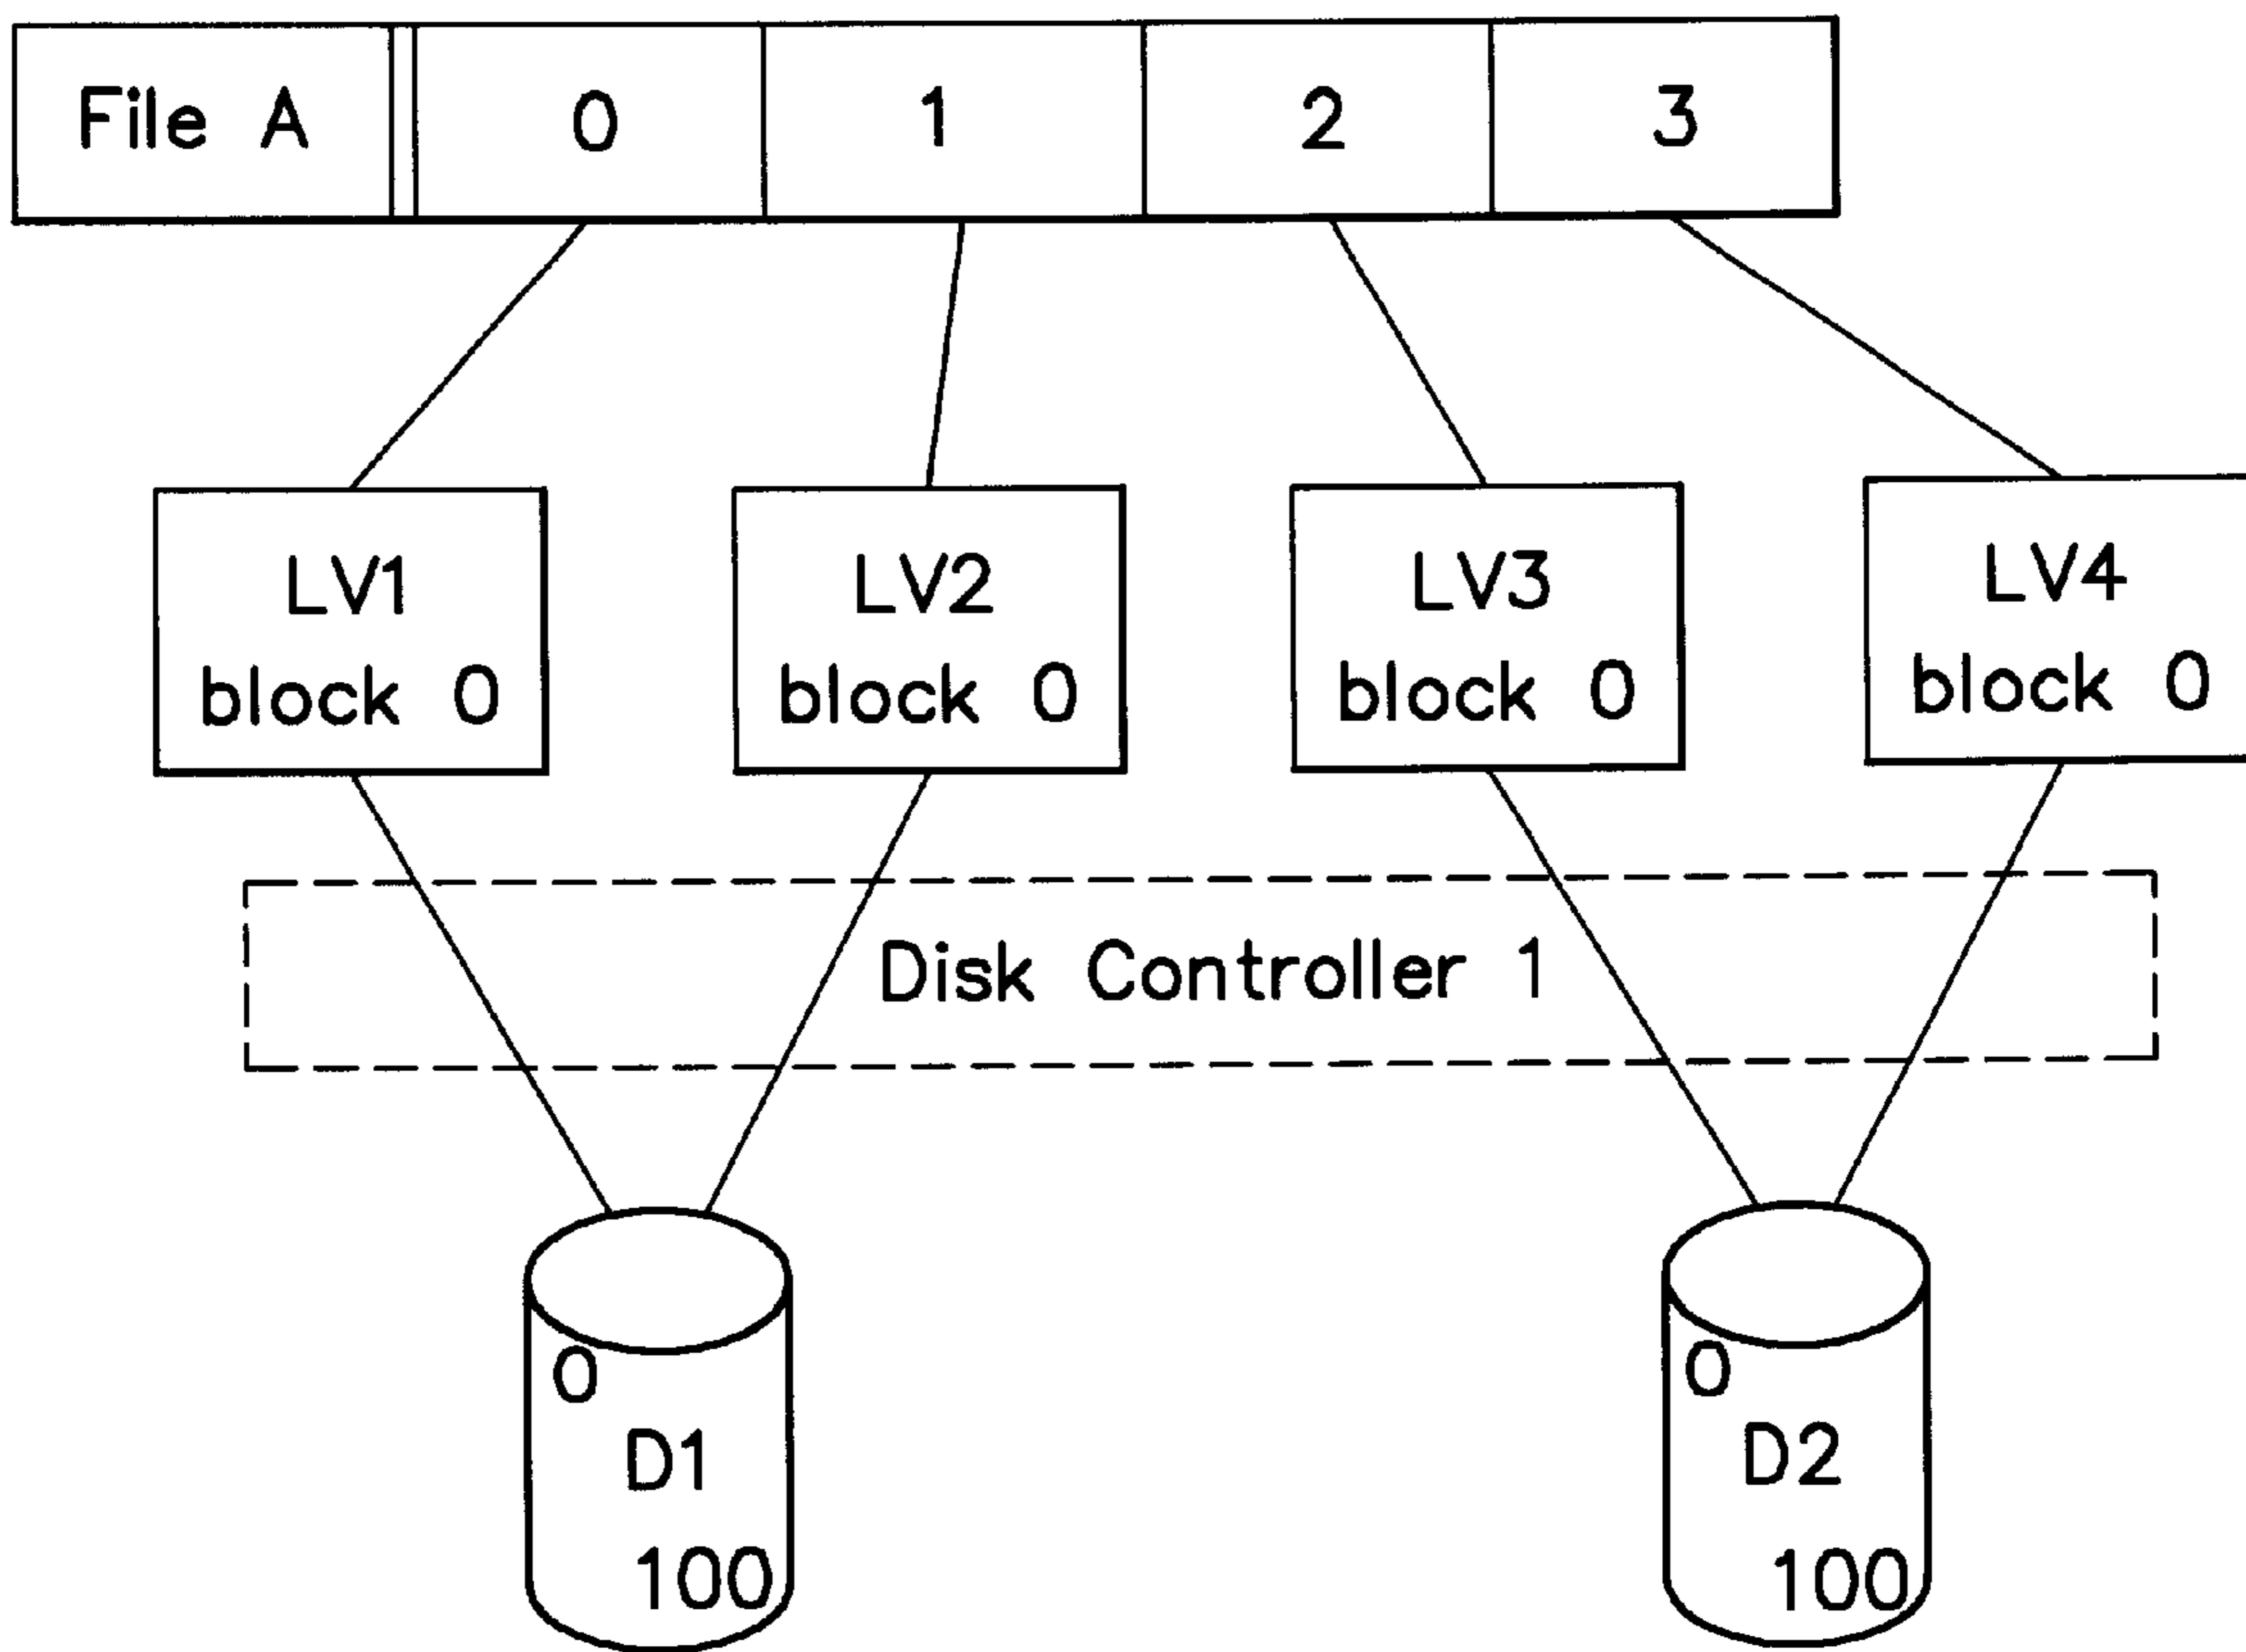 File A 0 1 2 3
LV1 LV2 LV3 LV4
block 0 block 0 block 0 block 0
Disk Controller 1
0 0
D1 D2
100 100